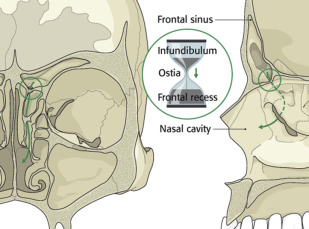 Frontal sinus
Infundibulum
Ostia
Frontal recess
Nasal cavity